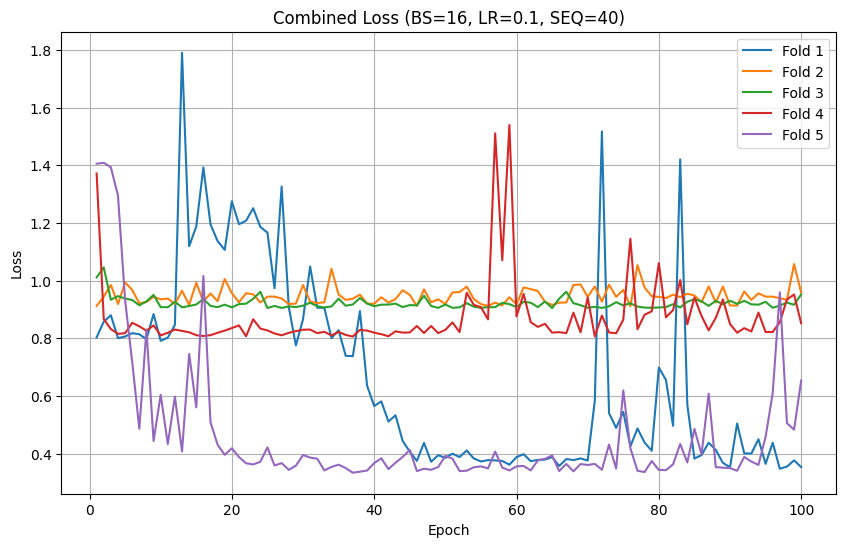 Combined Loss (BS=16, LR=0.1, SEQ=40)
Fold 1
Fold 2
Fold 3
Fold 4
Fold 5
1.8
1.6
1.4
1.2
1.0
0.8
0.6
0.4
Loss
0
20
40
60
80
100
Epoch